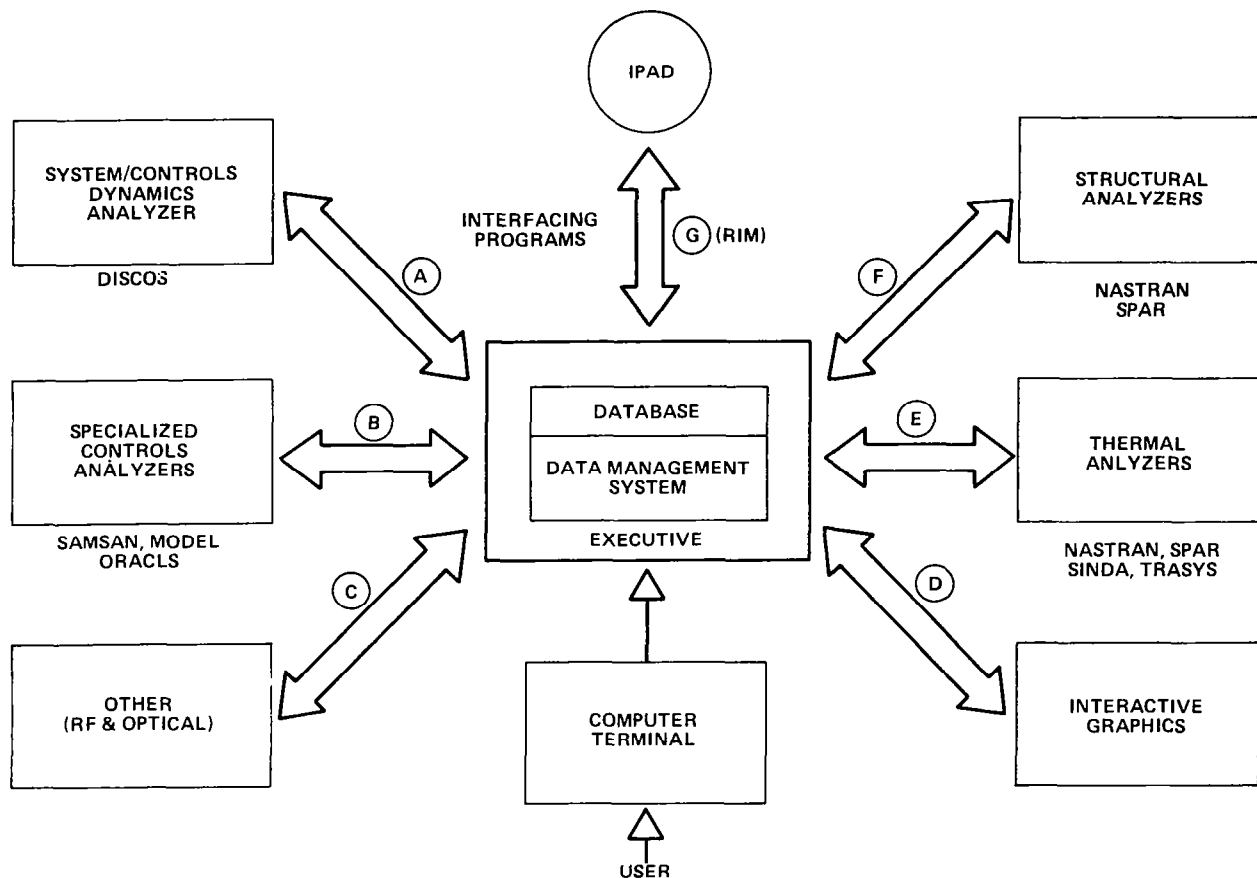 IPAD
SYSTEM/CONTROLS
DYNAMICS
ANALYZER
DISCOS
A
INTERFACING
PROGRAMS
G (RIM)
STRUCTURAL
ANALYZERS
NASTRAN
SPAR
F
SPECIALIZED
CONTROLS
ANALYZERS
SAMSAN, MODEL
ORACLS
B
DATABASE
DATA MANAGEMENT
SYSTEM
EXECUTIVE
E
THERMAL
ANLYZERS
NASTRAN, SPAR
SINDA, TRASYS
OTHER
(RF & OPTICAL)
C
COMPUTER
TERMINAL
USER
D
INTERACTIVE
GRAPHICS